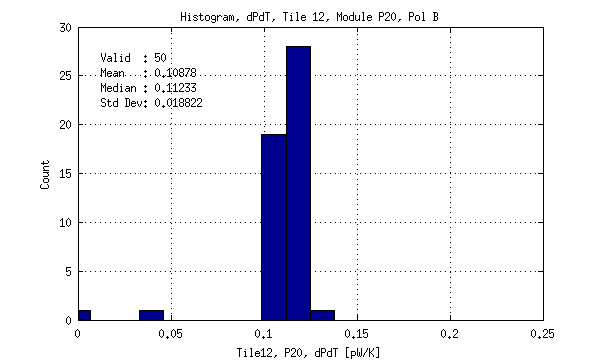 Histogram, dPdT, Tile 12, Module P20, Pol B
30
25
20
15
10
5
0
Valid : 50
Mean : 0.10878
Median : 0.11233
Std Dev: 0.018822
Count
0 0.05 0.1 0.15 0.2 0.25
Tile12, P20, dPdT [pW/K]